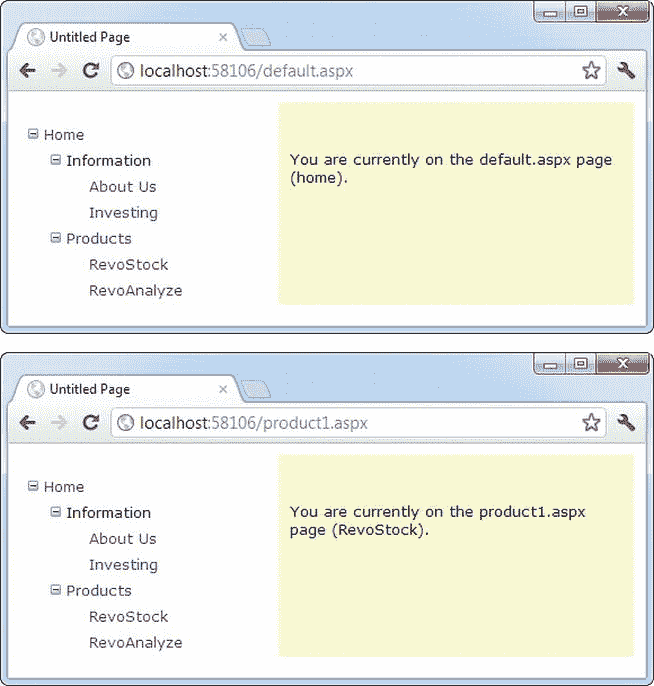 Untitled Page
localhost:58106/default.aspx
Home
Information
About Us
Investing
Products
RevoStock
RevoAnalyze
You are currently on the default.aspx page
(home).
Untitled Page
localhost:58106/product1.aspx
Home
Information
About Us
Investing
Products
RevoStock
RevoAnalyze
You are currently on the product1.aspx
page (RevoStock).